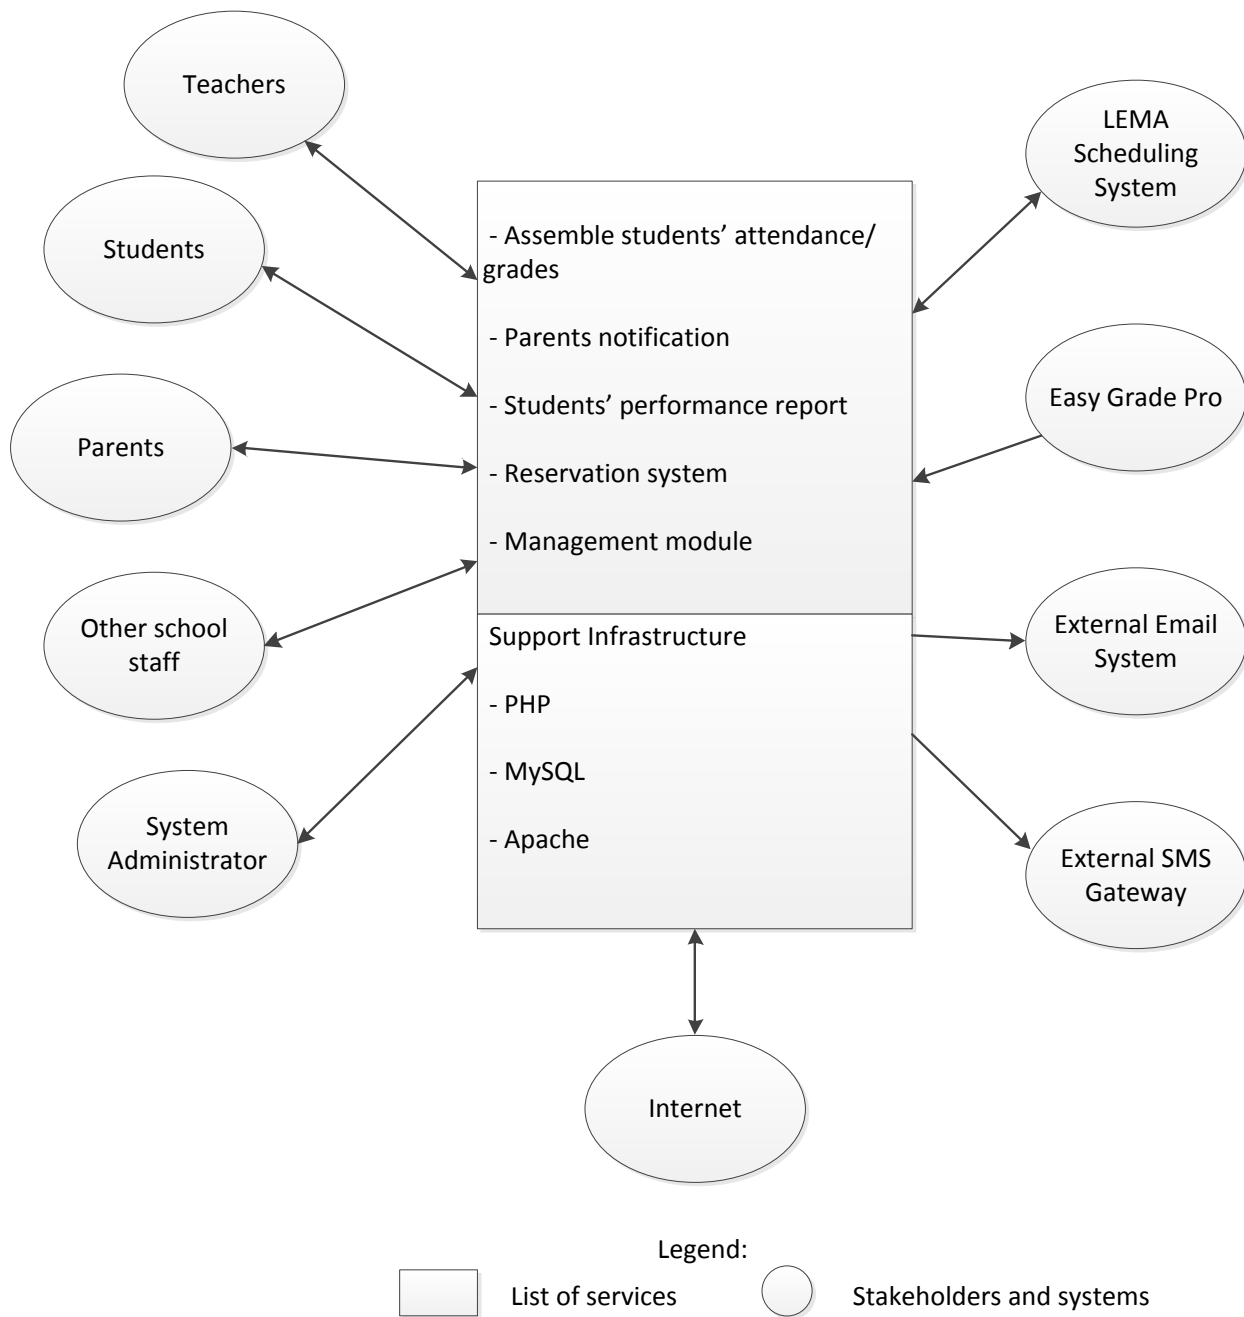 Teachers
Students
Parents
Other school
staff
System
Administrator
- Assemble students’ attendance/
grades
- Parents notification
- Students’ performance report
- Reservation system
- Management module
Support Infrastructure
- PHP
- MySQL
- Apache
LEMA
Scheduling
System
Easy Grade Pro
External Email
System
External SMS
Gateway
Internet
Legend:
List of services
Stakeholders and systems